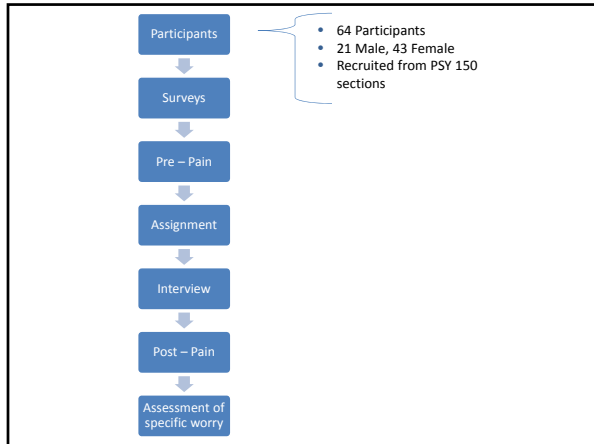 Participants
• 64 Participants
• 21 Male, 43 Female
• Recruited from PSY 150
sections
Surveys
Pre – Pain
Assignment
Interview
Post – Pain
Assessment of
specific worry